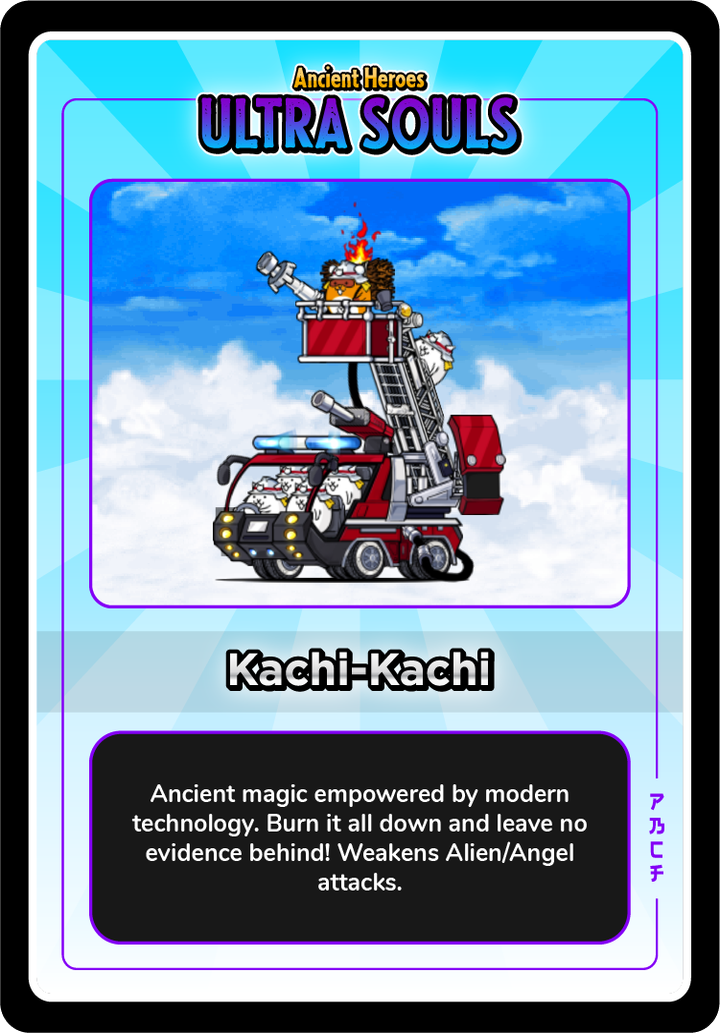 Ancient Heroes
ULTRA SOULS
Kachi-Kachi
Ancient magic empowered by modern
technology. Burn it all down and leave no
evidence behind! Weakens Alien/Angel
attacks.
ア乃乚チ